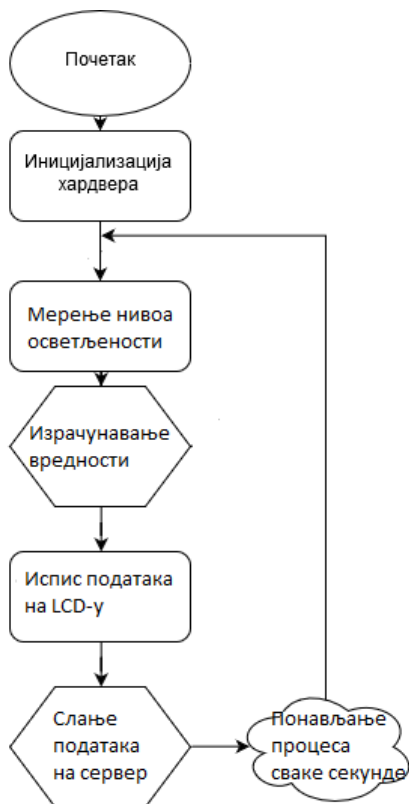 Почетак
Иницијализација
хардвера
Мерење нивоа
осветљености
Израчунавање
вредности
Испис података
на LCD-у
Слање
података
на сервер
Понављање
процеса
сваке секунде